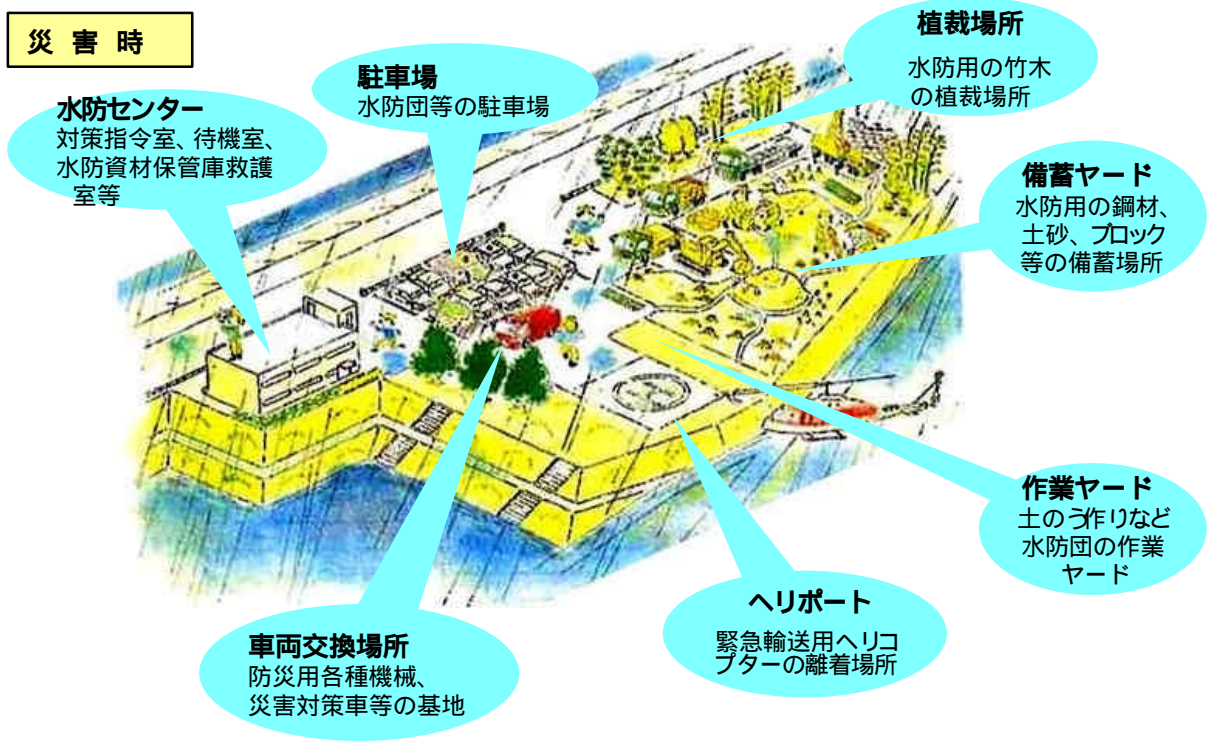 災 害 時
水防センター
対策指令室、待機室、
水防資材保管庫救護
室等
駐車場
水防団等の駐車場
植裁場所
水防用の竹木
の植裁場所
備蓄ヤード
水防用の鋼材、
土砂、ブロック
等の備蓄場所
作業ヤード
土のう作りなど
水防団の作業
ヤード
ヘリポート
緊急輸送用ヘリコ
プターの離着場所
車両交換場所
防災用各種機械、
災害対策車等の基地